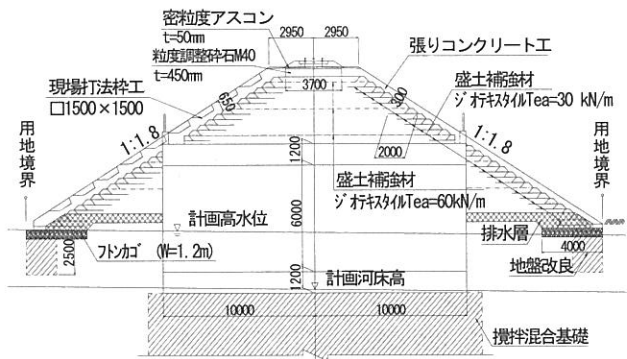 2950
2950
密粒度アスコン
t=50mm
粒度調整砕石M40
t=450mm
張りコンクリート工
3700
現場打法枠工
□1500×1500
650
300
盛土補強材
ジオテキスタイルTea=30 kN/m
1:1.8
1:1.8
用地境界
用地境界
2000
1200
盛土補強材
ジオテキスタイルTea=60kN/m
計画高水位
6000
排水層
フトンカゴ (W=1.2m)
2500
4000
地盤改良
計画河床高
1200
10000
10000
攪拌混合基礎